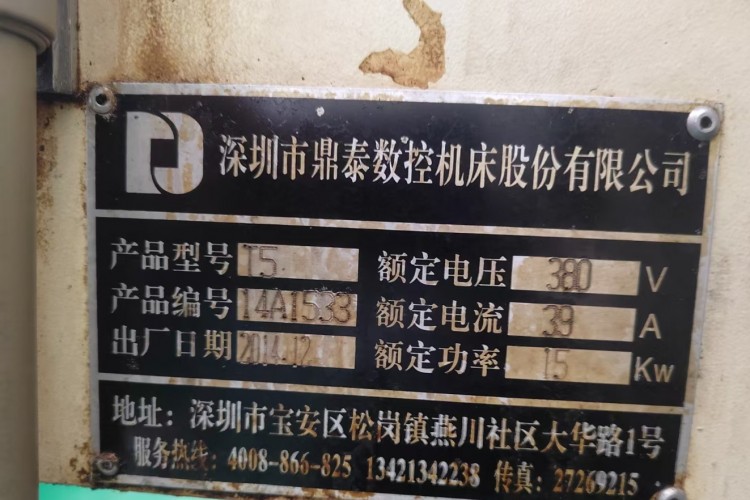 深圳市鼎泰数控机床股份有限公司
产品型号 T5 额定电压 380 V
产品编号 14A1533 额定电流 39 A
出厂日期 2014.12 额定功率 15 Kw
地址：深圳市宝安区松岗镇燕川社区大华路1号
服务热线：4008-866-825 13421342238 传真：27269215